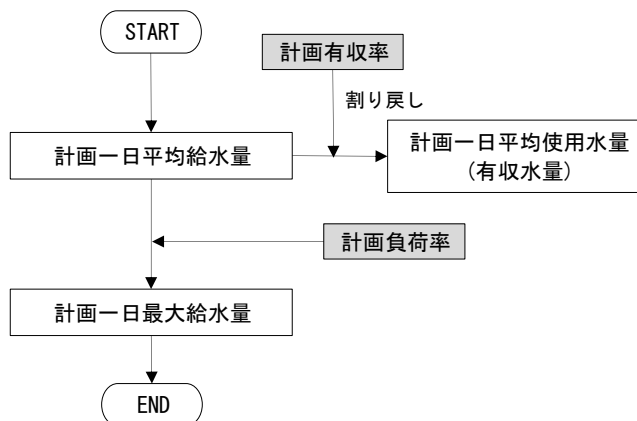 START
計画有収率
割り戻し
計画一日平均給水量
計画一日平均使用水量
(有収水量)
計画負荷率
計画一日最大給水量
END